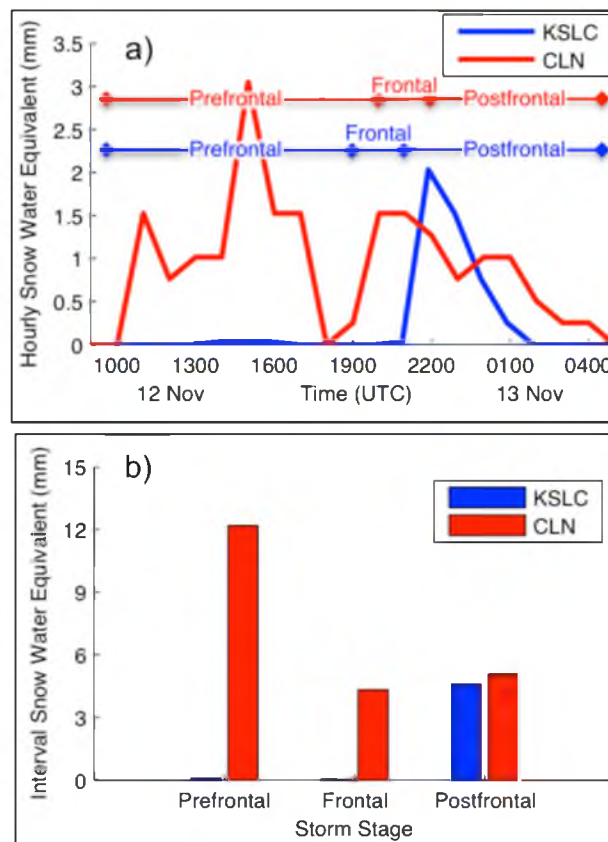 a)
KSLC
CLN
Hourly Snow Water Equivalent (mm)
3.5
3
2.5
2
1.5
1
0.5
0
Prefrontal Frontal Postfrontal
Prefrontal Frontal Postfrontal
1000 1300 1600 1900 2200 0100 0400
12 Nov Time (UTC) 13 Nov
b)
KSLC
CLN
Interval Snow Water Equivalent (mm)
15
12
9
6
3
0
Prefrontal Frontal Postfrontal
Storm Stage